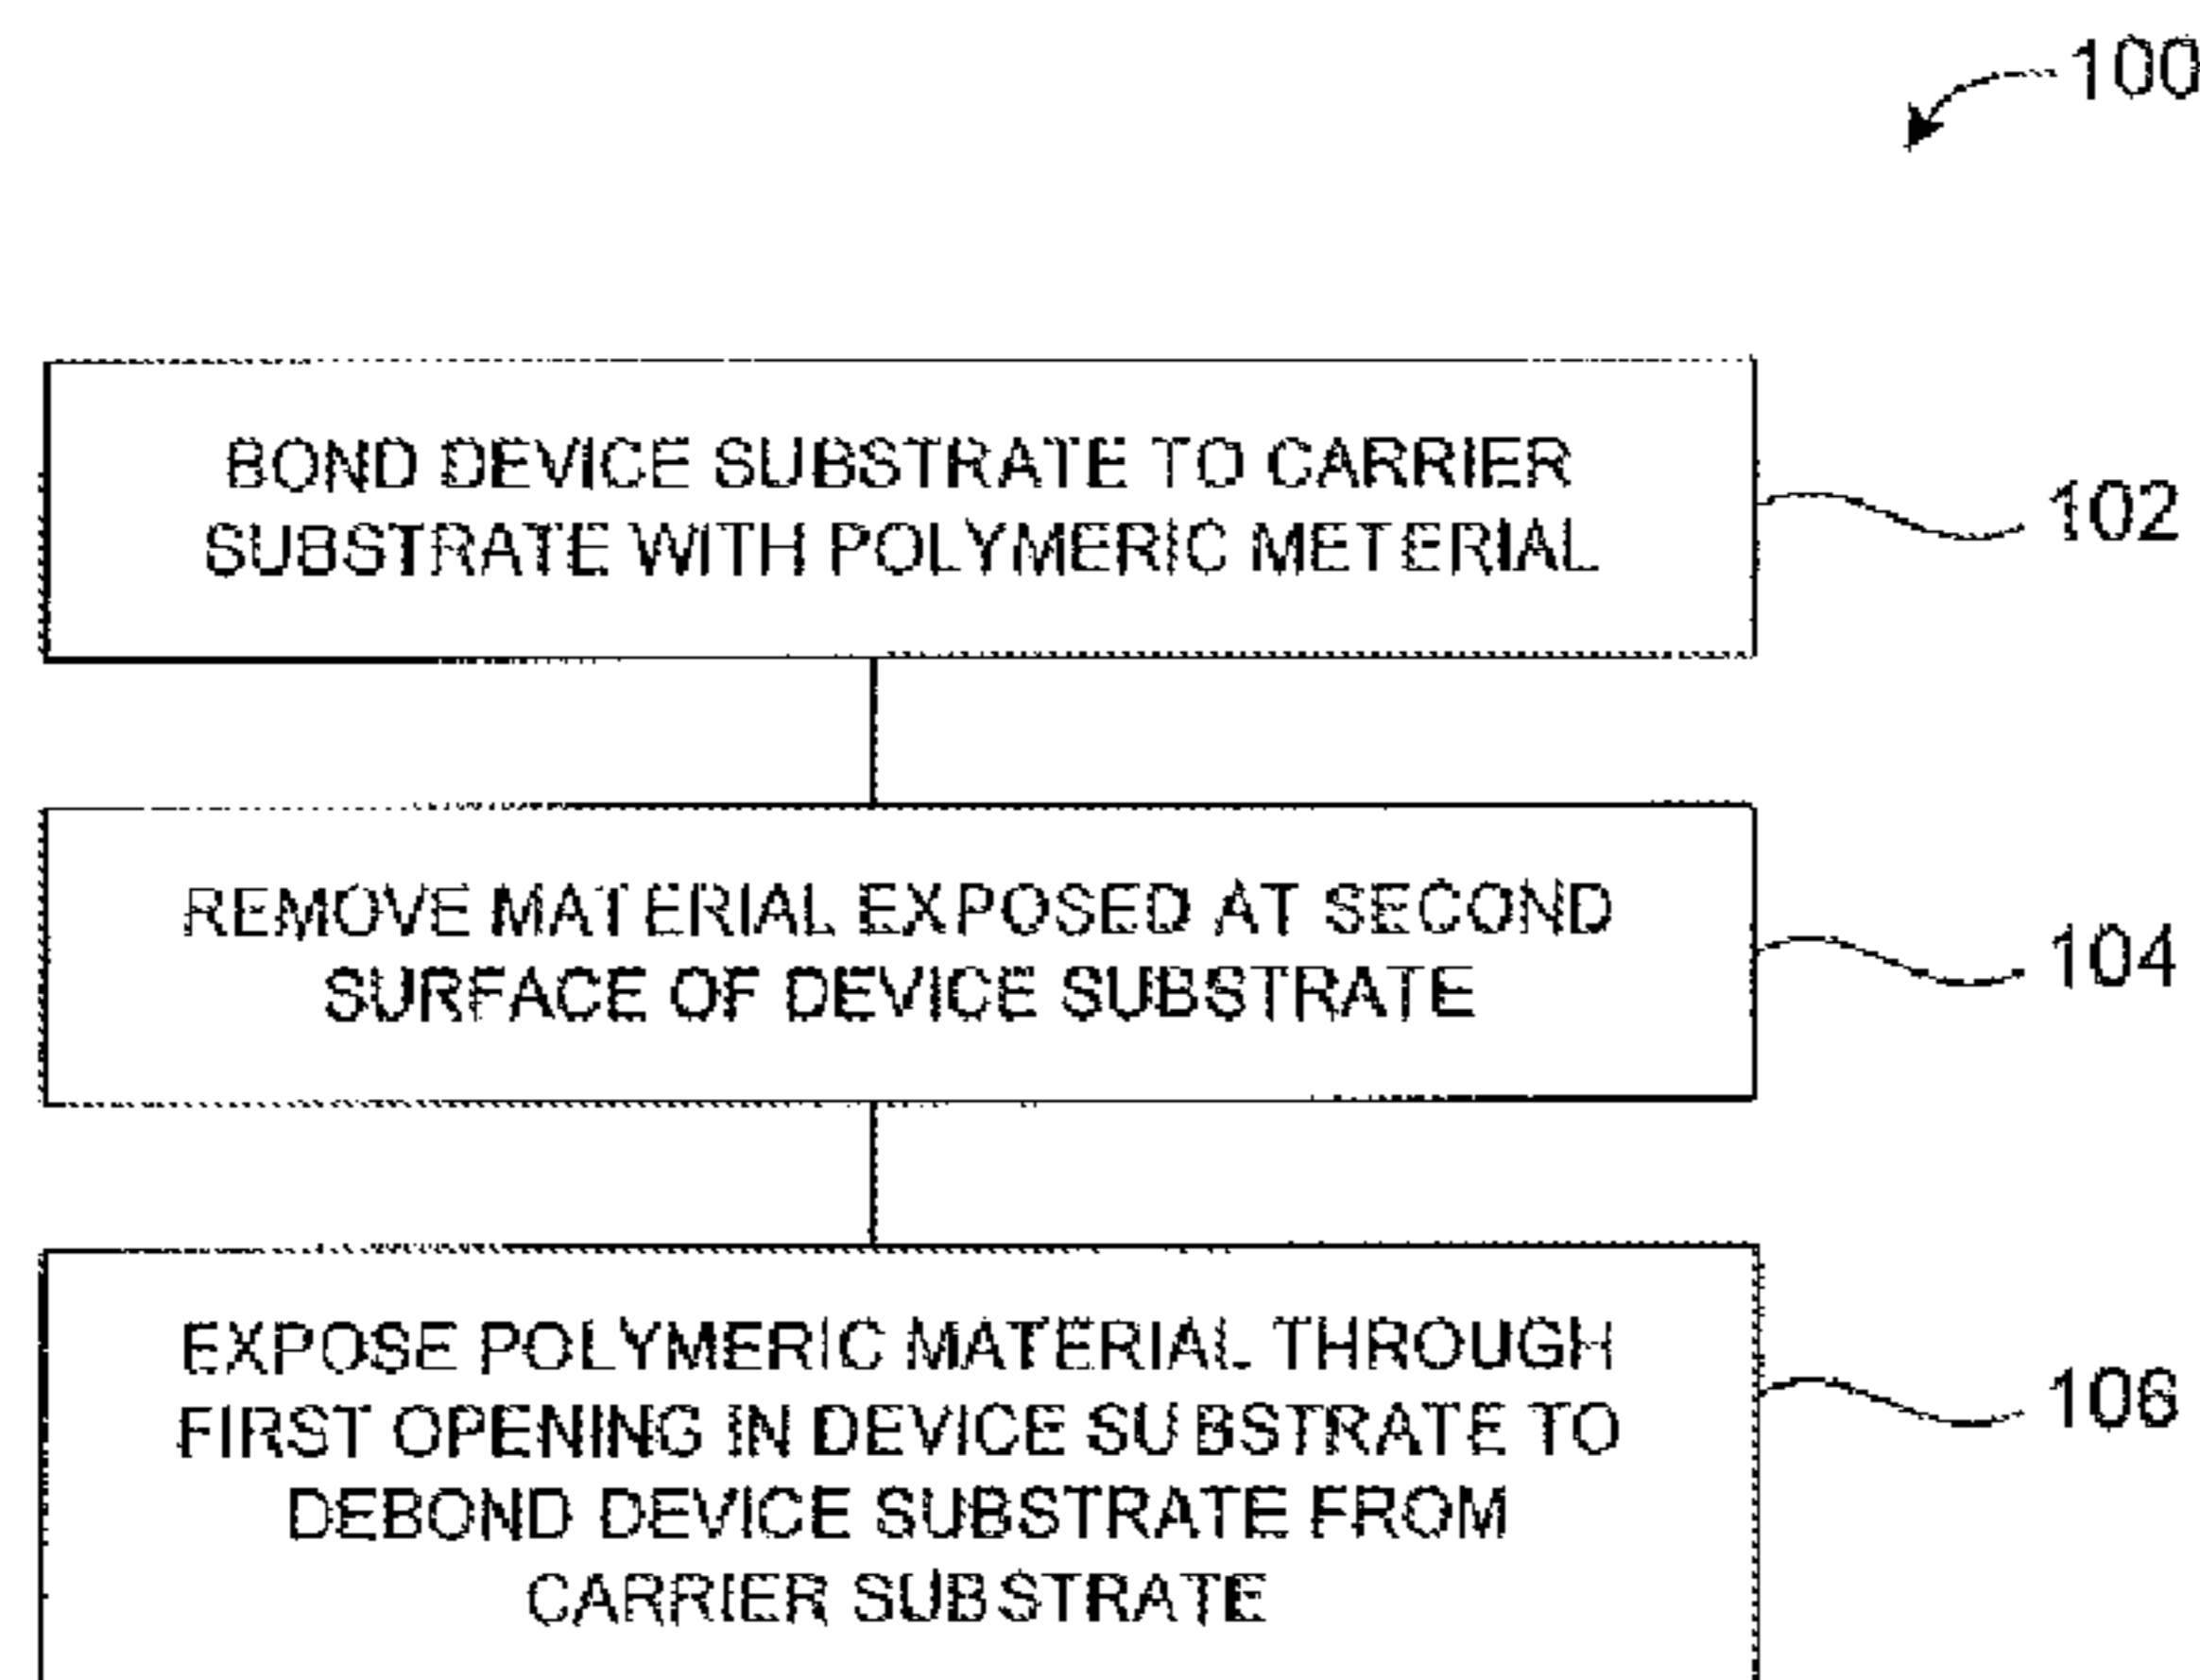 100
BOND DEVICE SUBSTRATE TO CARRIER
SUBSTRATE WITH POLYMERIC METERIAL
102
REMOVE MATERIAL EXPOSED AT SECOND
SURFACE OF DEVICE SUBSTRATE
104
EXPOSE POLYMERIC MATERIAL THROUGH
FIRST OPENING IN DEVICE SUBSTRATE TO
DEBOND DEVICE SUBSTRATE FROM
CARRIER SUBSTRATE
106